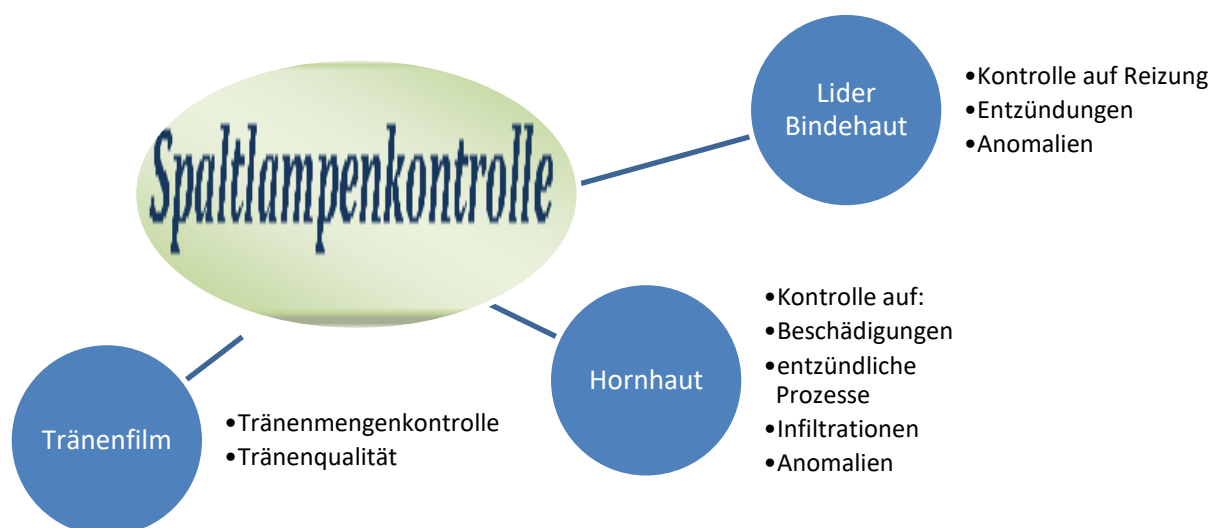 Spaltlampenkontrolle
Lider
Bindehaut
•Kontrolle auf Reizung
•Entzündungen
•Anomalien
Hornhaut
•Kontrolle auf:
•Beschädigungen
•entzündliche
Prozesse
•Infiltrationen
•Anomalien
Tränenfilm
•Tränenmengenkontrolle
•Tränenqualität